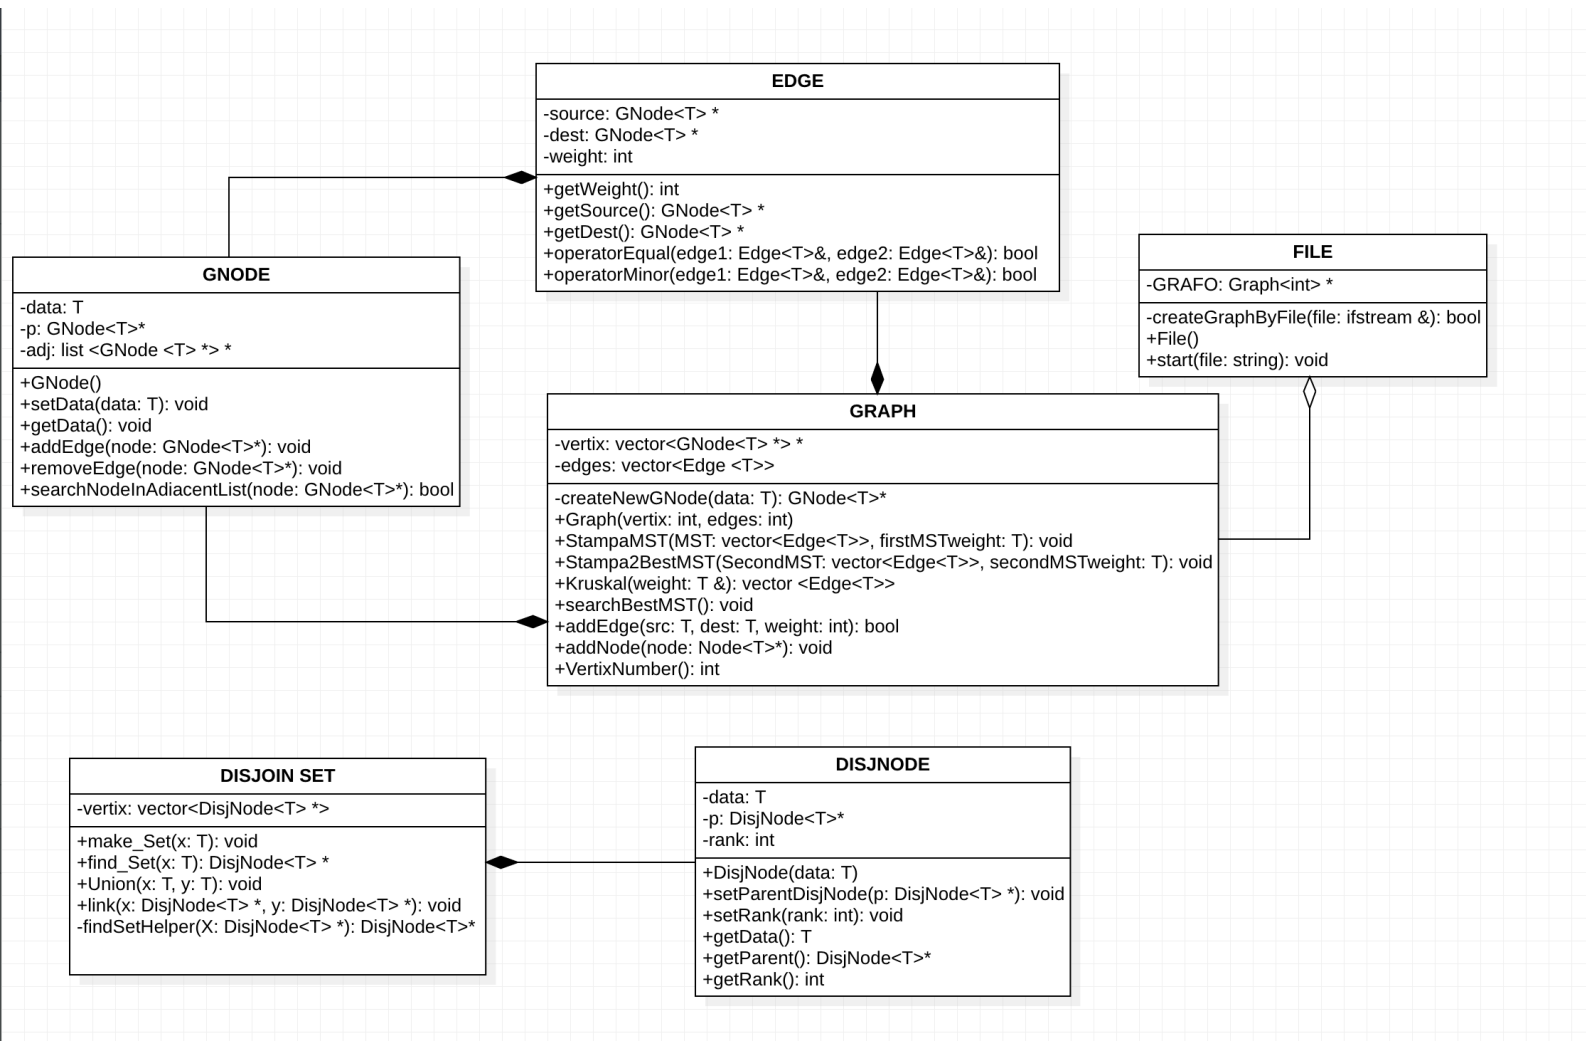 EDGE
-source: GNode<T> *
-dest: GNode<T> *
-weight: int
+getWeight(): int
+getSource(): GNode<T> *
+getDest(): GNode<T> *
+operatorEqual(edge1: Edge<T>&, edge2: Edge<T>&): bool
+operatorMinor(edge1: Edge<T>&, edge2: Edge<T>&): bool
FILE
-GRAFO: Graph<int> *
-createGraphByFile(file: ifstream &): bool
+File()
+start(file: string): void
GNODE
-data: T
-p: GNode<T>*
-adj: list <GNode <T> *> *
+GNode()
+setData(data: T): void
+getData(): void
+addEdge(node: GNode<T>*): void
+removeEdge(node: GNode<T>*): void
+searchNodeInAdiacentList(node: GNode<T>*): bool
GRAPH
-vertix: vector<GNode<T> *> *
-edges: vector<Edge <T>>
-createNewGNode(data: T): GNode<T>*
+Graph(vertix: int, edges: int)
+StampaMST(MST: vector<Edge<T>>, firstMSTweight: T): void
+Stampa2BestMST(SecondMST: vector<Edge<T>>, secondMSTweight: T): void
+Kruskal(weight: T &): vector <Edge<T>>
+searchBestMST(): void
+addEdge(src: T, dest: T, weight: int): bool
+addNode(node: Node<T>*): void
+VertixNumber(): int
DISJOIN SET
-vertix: vector<DisjNode<T> *>
+make_Set(x: T): void
+find_Set(x: T): DisjNode<T> *
+Union(x: T, y: T): void
+link(x: DisjNode<T> *, y: DisjNode<T> *): void
-findSetHelper(X: DisjNode<T> *): DisjNode<T>*
DISJNODE
-data: T
-p: DisjNode<T>*
-rank: int
+DisjNode(data: T)
+setParentDisjNode(p: DisjNode<T> *): void
+setRank(rank: int): void
+getData(): T
+getParent(): DisjNode<T>*
+getRank(): int